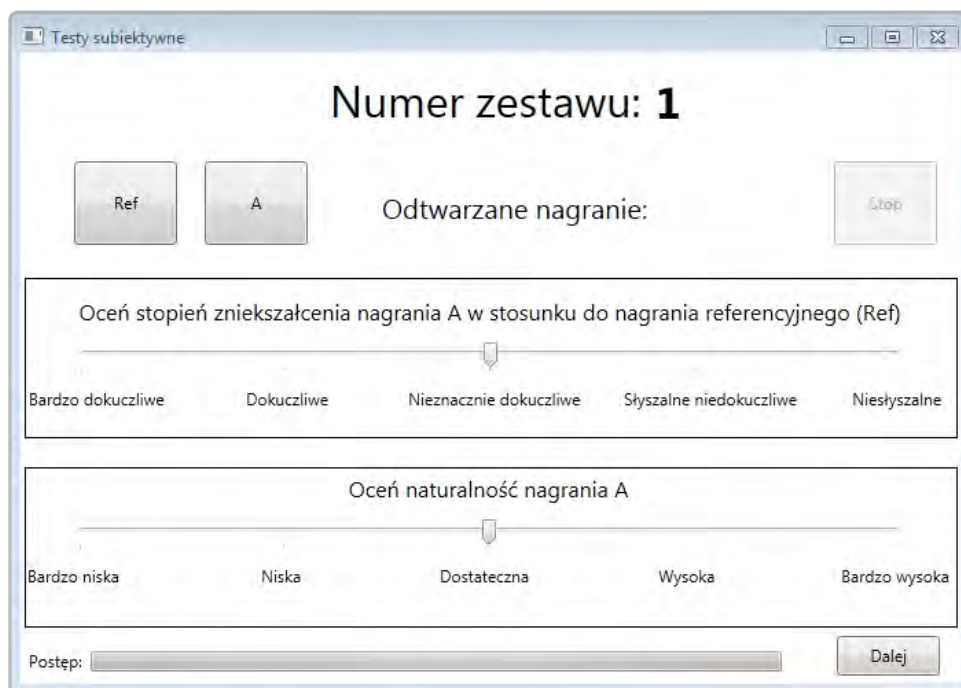 Testy subiektywne
Numer zestawu: 1
Ref
A
Odtwarzane nagranie:
Stop
Oceń stopień zniekszałcenia nagrania A w stosunku do nagrania referencyjnego (Ref)
Bardzo dokuczliwe Dokuczliwe Nieznacznie dokuczliwe Słyszalne niedokuczliwe Niesłyszalne
Oceń naturalność nagrania A
Bardzo niska Niska Dostateczna Wysoka Bardzo wysoka
Postęp:
Dalej